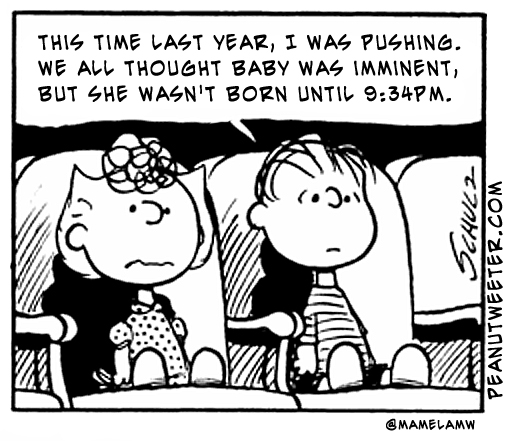 THIS TIME LAST YEAR, I WAS PUSHING.
WE ALL THOUGHT BABY WAS IMMINENT,
BUT SHE WASN'T BORN UNTIL 9:34PM.
SCHULZ
PEANUTWEETER.COM
@MAMELAMW